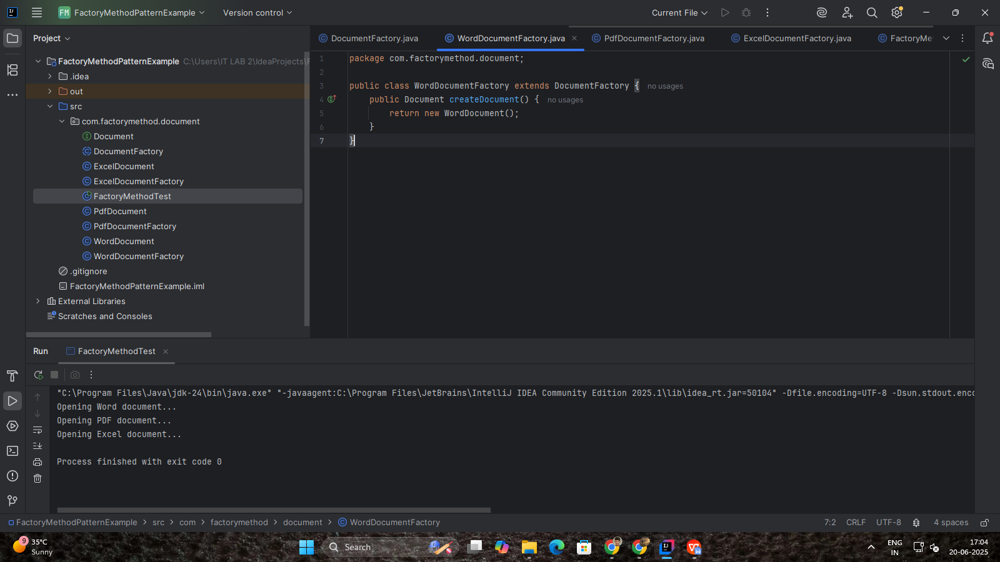 FM FactoryMethodPatternExample Version control Current File
Project
DocumentFactory.java WordDocumentFactory.java PdfDocumentFactory.java ExcelDocumentFactory.java FactoryMe
FactoryMethodPatternExample C:\Users\IT LAB 2\IdeaProjects\F
.idea
out
src
com.factorymethod.document
Document
DocumentFactory
ExcelDocument
ExcelDocumentFactory
FactoryMethodTest
PdfDocument
PdfDocumentFactory
WordDocument
WordDocumentFactory
.gitignore
FactoryMethodPatternExample.iml
External Libraries
Scratches and Consoles
1 package com.factorymethod.document;
2
3 public class WordDocumentFactory extends DocumentFactory { no usages
4 public Document createDocument() { no usages
5 return new WordDocument();
6 }
7 }
Run FactoryMethodTest
"C:\Program Files\Java\jdk-24\bin\java.exe" "-javaagent:C:\Program Files\JetBrains\IntelliJ IDEA Community Edition 2025.1\lib\idea_rt.jar=50104" -Dfile.encoding=UTF-8 -Dsun.stdout.enco
Opening Word document...
Opening PDF document...
Opening Excel document...
Process finished with exit code 0
FactoryMethodPatternExample > src > com > factorymethod > document > WordDocumentFactory 7:2 CRLF UTF-8 4 spaces
9 35°C
Sunny
Search
ENG
IN
17:04
20-06-2025